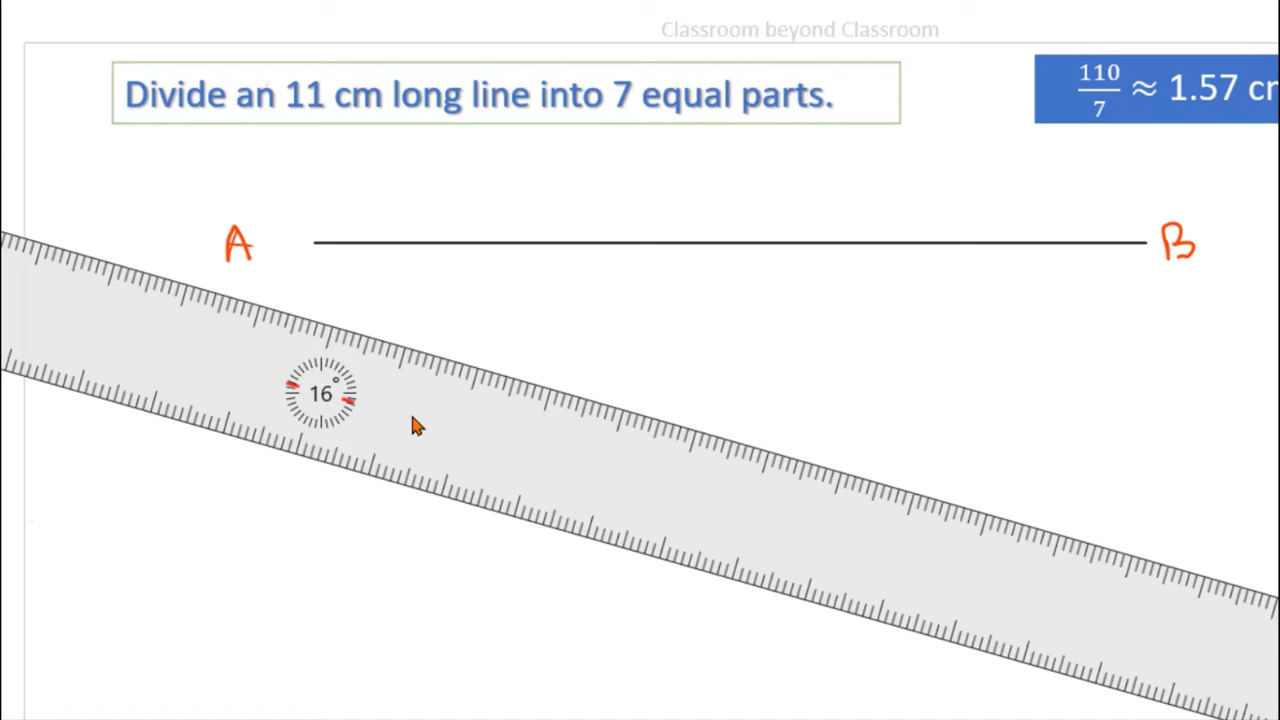 Classroom beyond Classroom
Divide an 11 cm long line into 7 equal parts.
110/7 ≈ 1.57 cr
A
B
16°